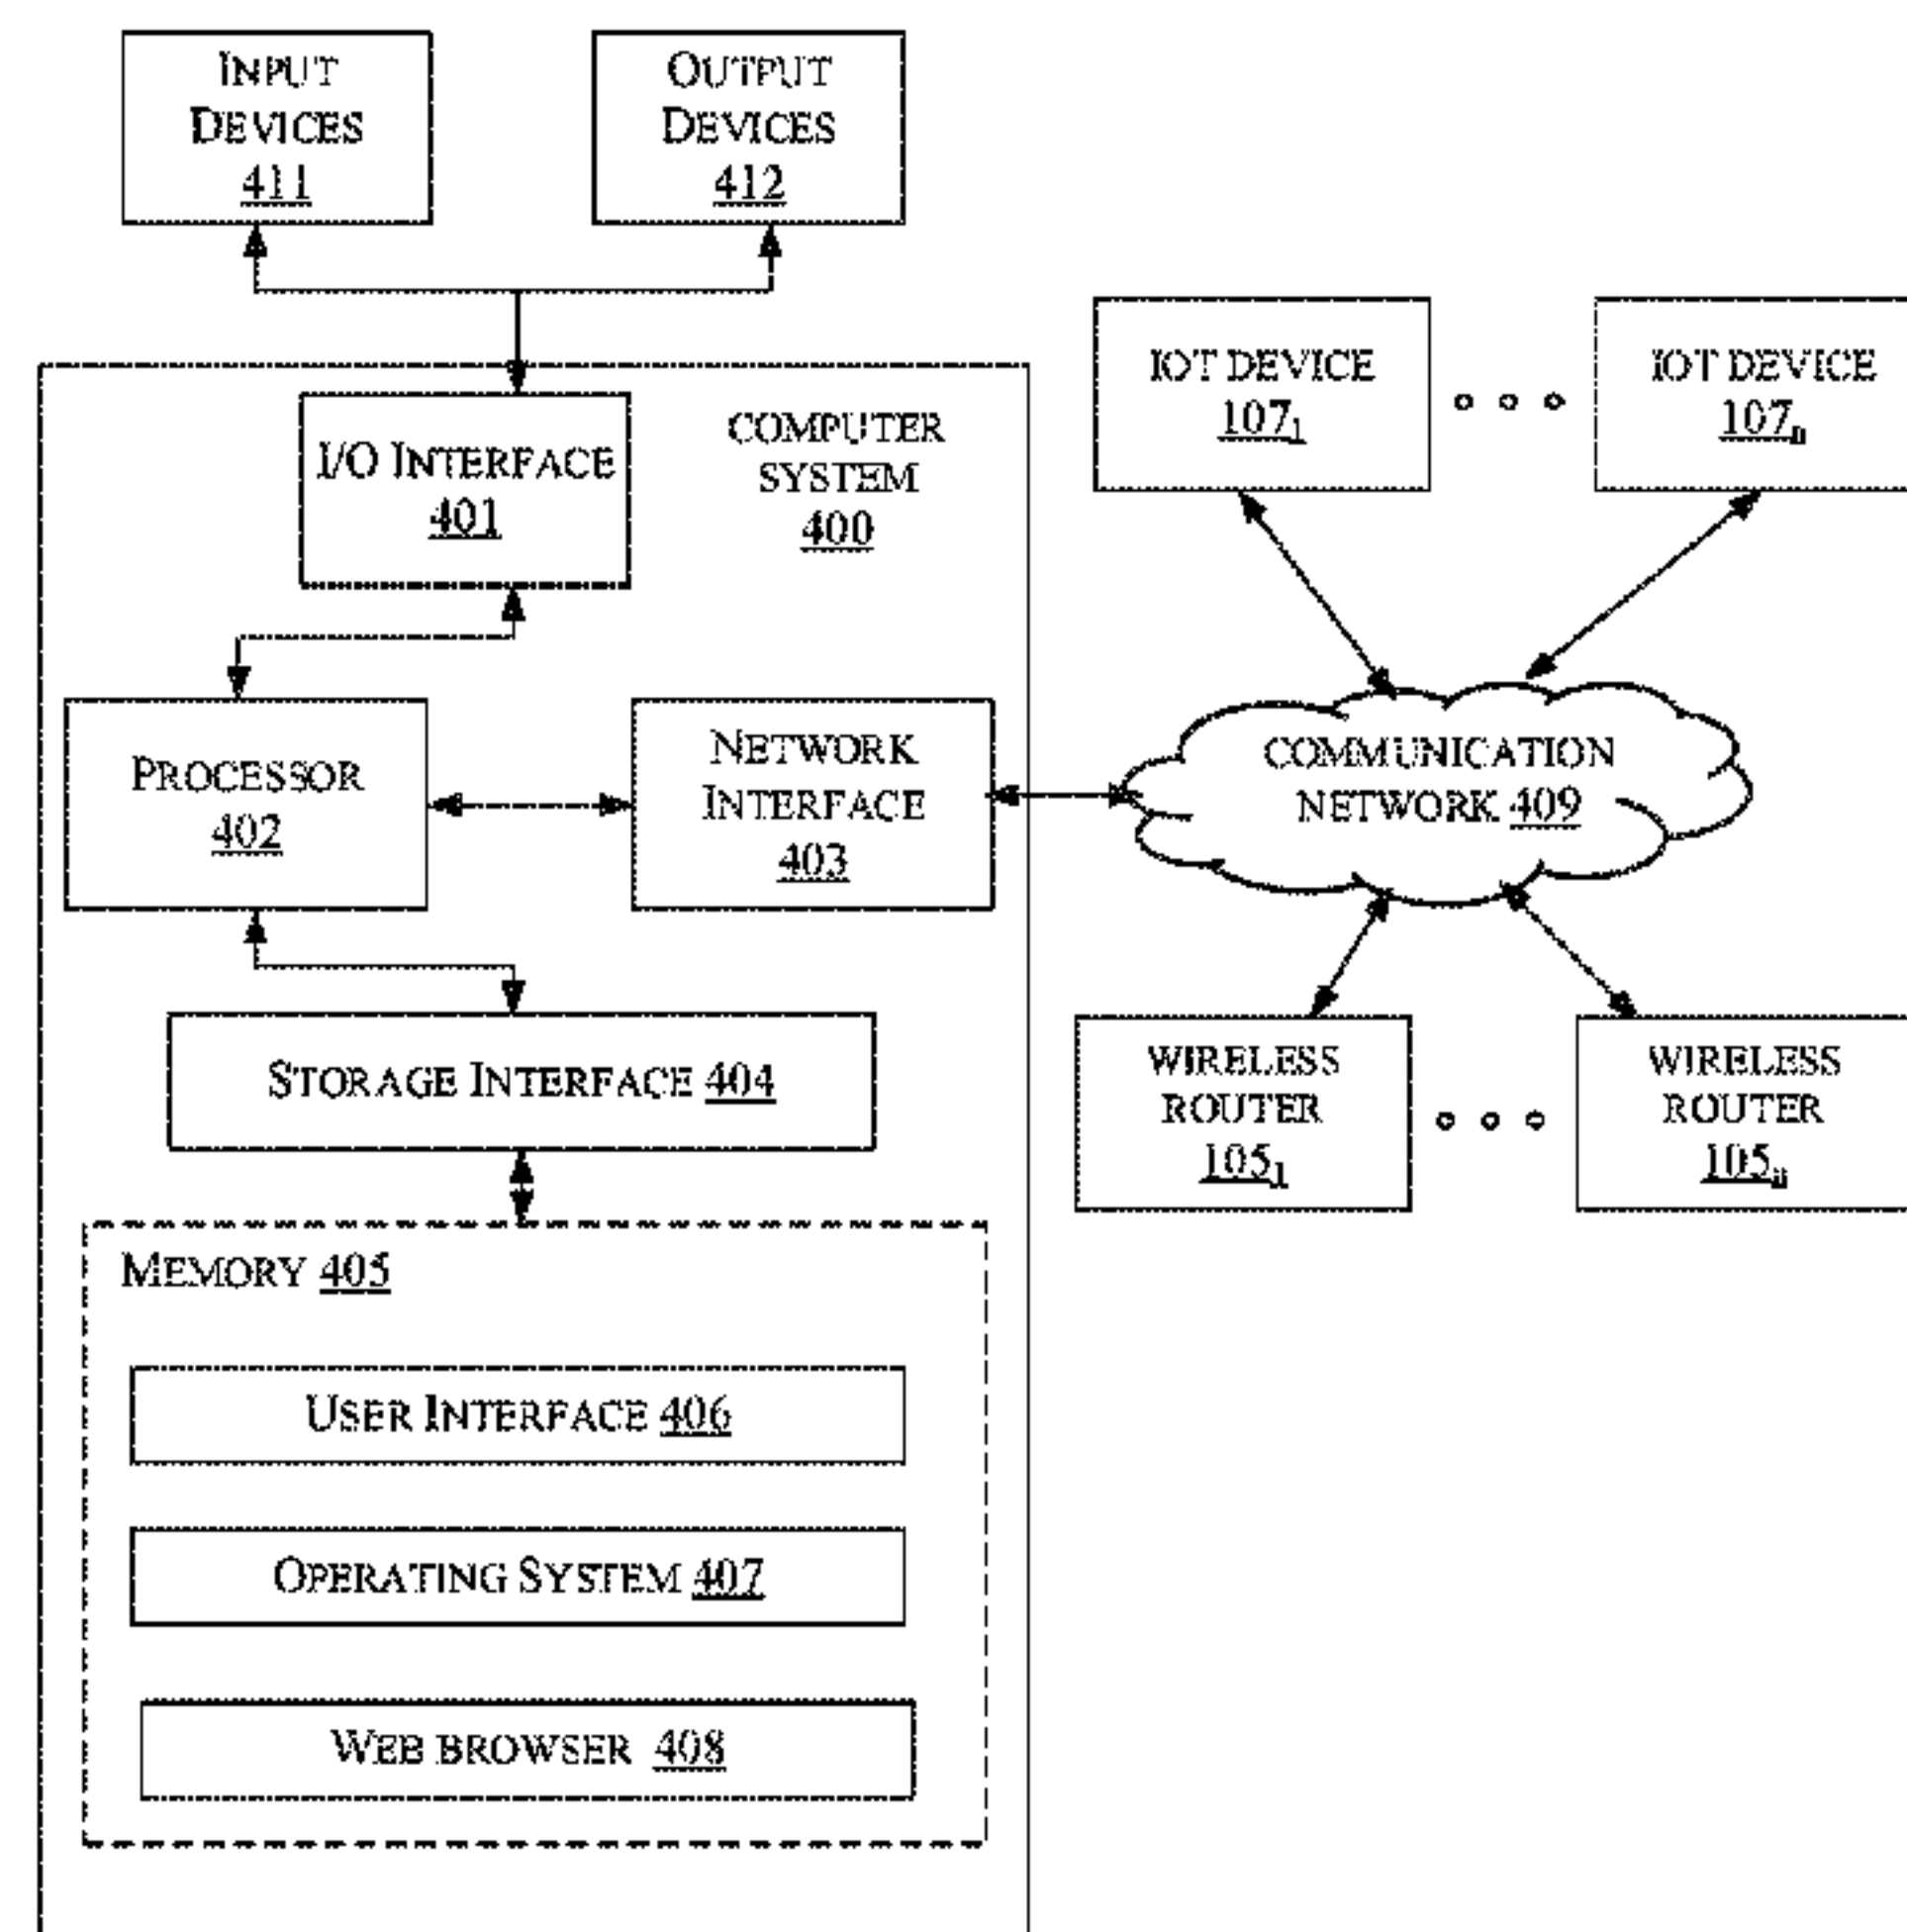 INPUT
DEVICES
411
OUTPUT
DEVICES
412
I/O INTERFACE
401
COMPUTER
SYSTEM
400
PROCESSOR
402
NETWORK
INTERFACE
403
STORAGE INTERFACE 404
MEMORY 405
USER INTERFACE 406
OPERATING SYSTEM 407
WEB BROWSER 408
IOT DEVICE
107₁
IOT DEVICE
107ₙ
COMMUNICATION
NETWORK 409
WIRELESS
ROUTER
105₁
WIRELESS
ROUTER
105ₙ